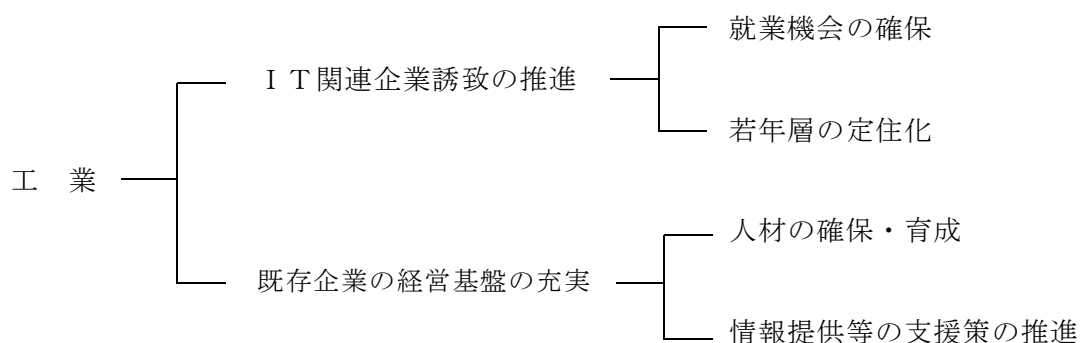 就業機会の確保
ＩＴ関連企業誘致の推進
若年層の定住化
工　業
人材の確保・育成
既存企業の経営基盤の充実
情報提供等の支援策の推進